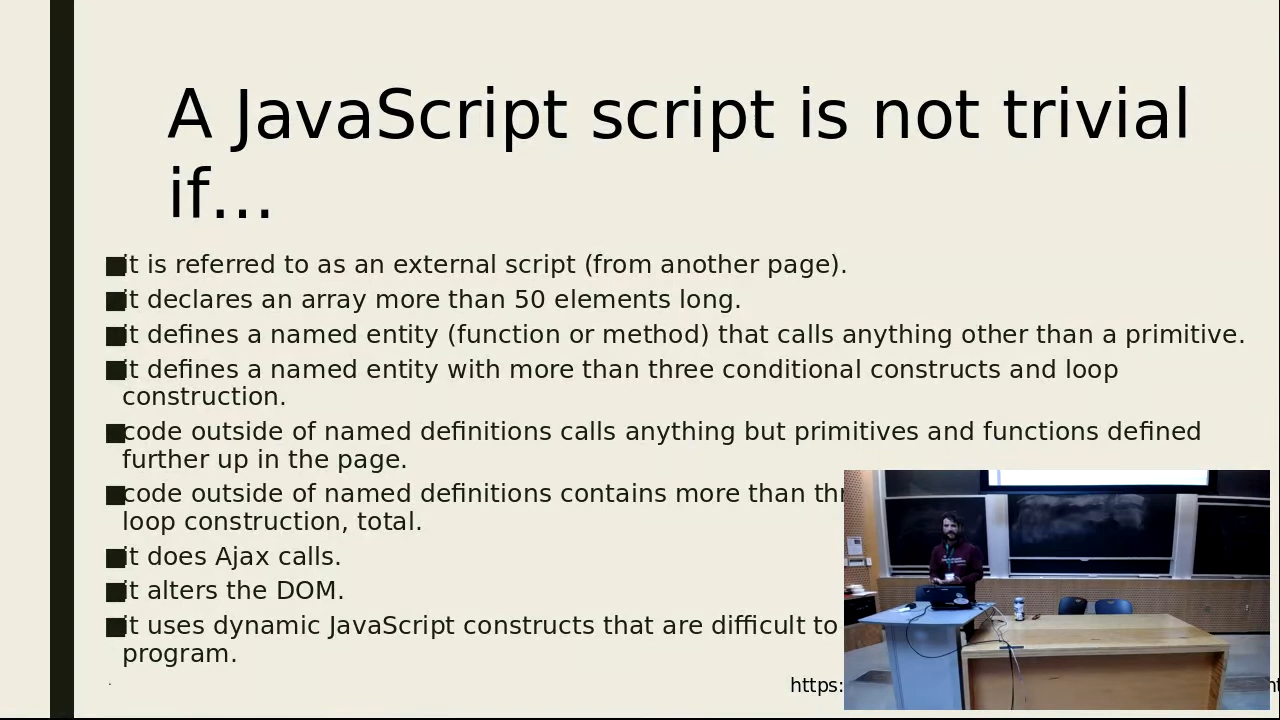 A JavaScript script is not trivial
if...
it is referred to as an external script (from another page).
it declares an array more than 50 elements long.
it defines a named entity (function or method) that calls anything other than a primitive.
it defines a named entity with more than three conditional constructs and loop
construction.
code outside of named definitions calls anything but primitives and functions defined
further up in the page.
code outside of named definitions contains more than
loop construction, total.
it does Ajax calls.
it alters the DOM.
it uses dynamic JavaScript constructs that are difficult to
program.
https: